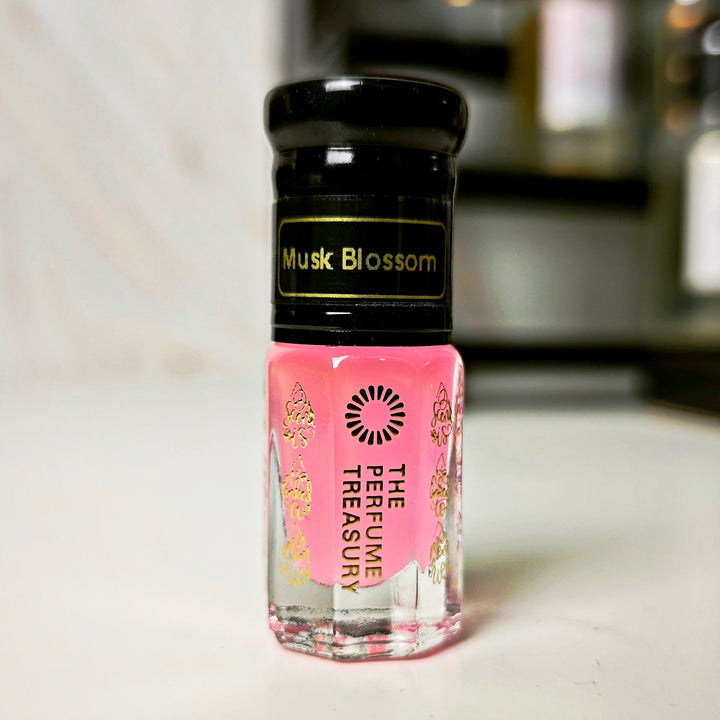 Musk Blossom
THE
PERFUME
TREASURY